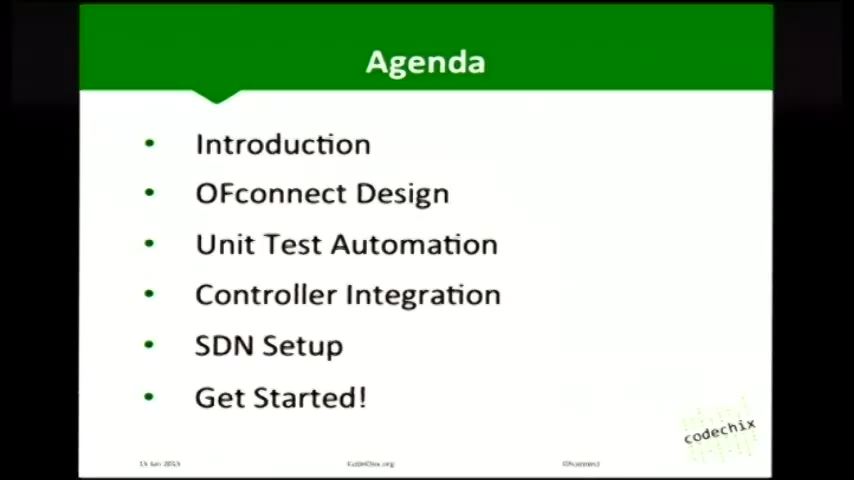 Agenda
• Introduction
• OFconnect Design
• Unit Test Automation
• Controller Integration
• SDN Setup
• Get Started!
codechix